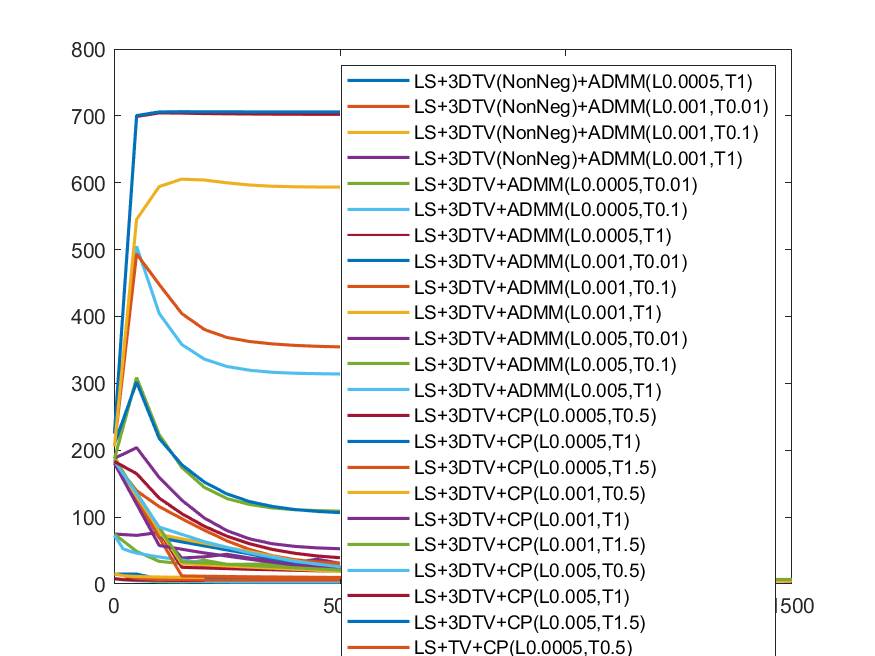 800
700
600
500
400
300
200
100
0
0
1500
LS+3DTV(NonNeg)+ADMM(L0.0005,T1)
LS+3DTV(NonNeg)+ADMM(L0.001,T0.01)
LS+3DTV(NonNeg)+ADMM(L0.001,T0.1)
LS+3DTV(NonNeg)+ADMM(L0.001,T1)
LS+3DTV+ADMM(L0.0005,T0.01)
LS+3DTV+ADMM(L0.0005,T0.1)
LS+3DTV+ADMM(L0.0005,T1)
LS+3DTV+ADMM(L0.001,T0.01)
LS+3DTV+ADMM(L0.001,T0.1)
LS+3DTV+ADMM(L0.001,T1)
LS+3DTV+ADMM(L0.005,T0.01)
LS+3DTV+ADMM(L0.005,T0.1)
LS+3DTV+ADMM(L0.005,T1)
LS+3DTV+CP(L0.0005,T0.5)
LS+3DTV+CP(L0.0005,T1)
LS+3DTV+CP(L0.0005,T1.5)
LS+3DTV+CP(L0.001,T0.5)
LS+3DTV+CP(L0.001,T1)
LS+3DTV+CP(L0.001,T1.5)
LS+3DTV+CP(L0.005,T0.5)
LS+3DTV+CP(L0.005,T1)
LS+3DTV+CP(L0.005,T1.5)
LS+TV+CP(L0.0005,T0.5)